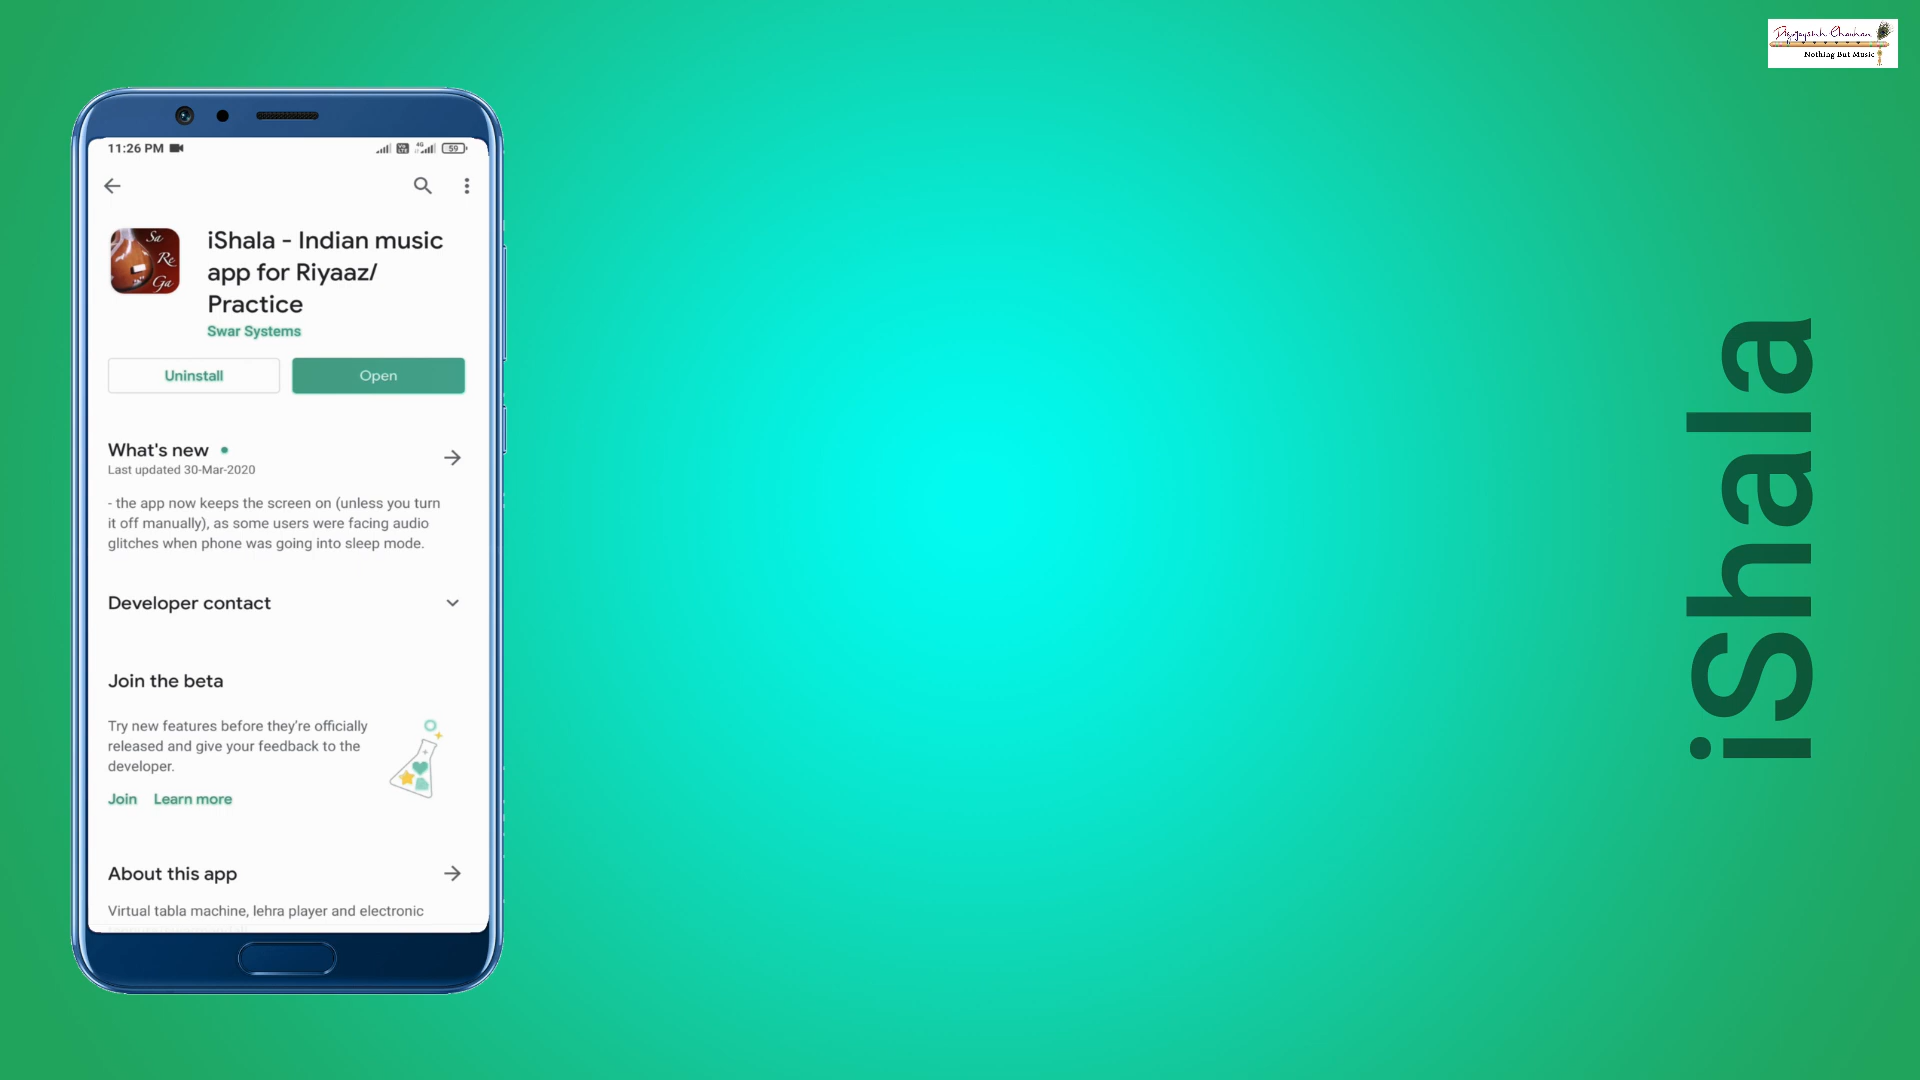 11:26 PM
59
iShala - Indian music
app for Riyaaz/
Practice
Swar Systems
Uninstall
Open
What's new
Last updated 30-Mar-2020
- the app now keeps the screen on (unless you turn
it off manually), as some users were facing audio
glitches when phone was going into sleep mode.
Developer contact
Join the beta
Try new features before they're officially
released and give your feedback to the
developer.
Join Learn more
About this app
Virtual tabla machine, lehra player and electronic
Sa
Re
Ga
iShala
Nothing But Music